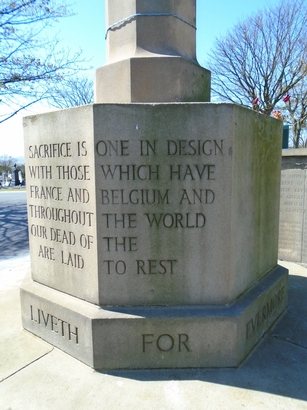 SACRIFICE IS ONE IN DESIGN
WITH THOSE WHICH HAVE
FRANCE AND BELGIUM AND
THROUGHOUT THE WORLD
OUR DEAD OF THE
ARE LAID TO REST
LIVETH FOR EVERMORE